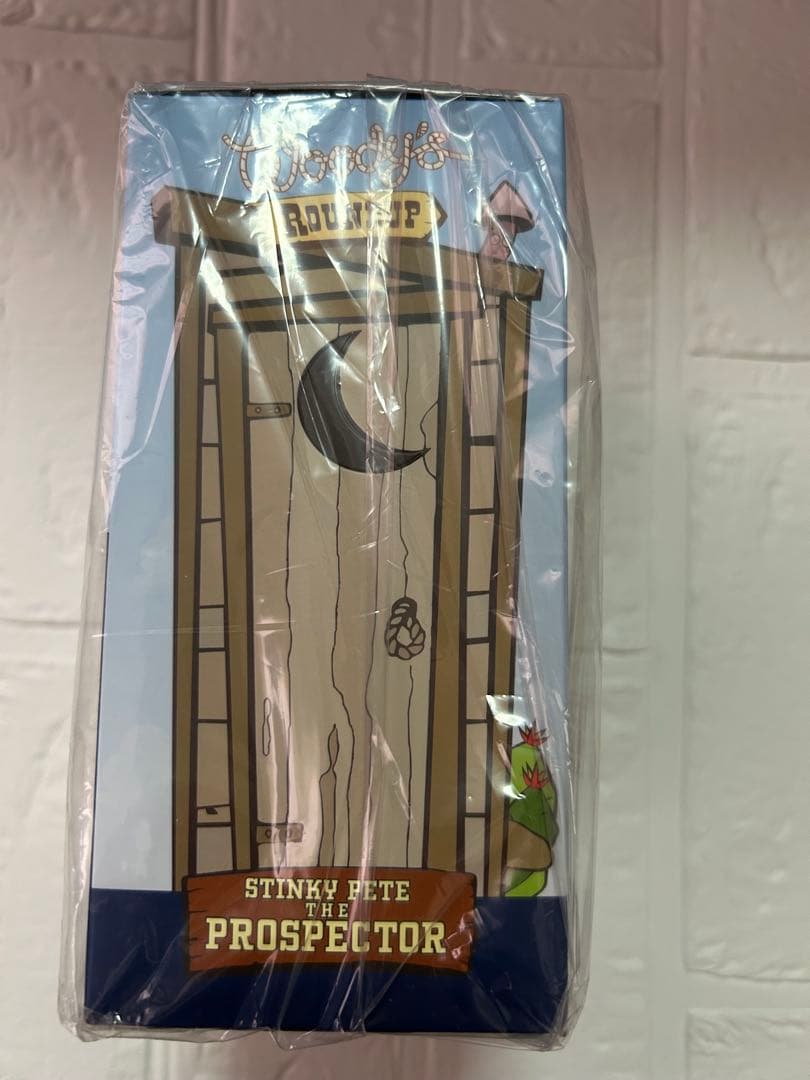 Woody's
ROUNDUP
STINKY PETE
THE
PROSPECTOR